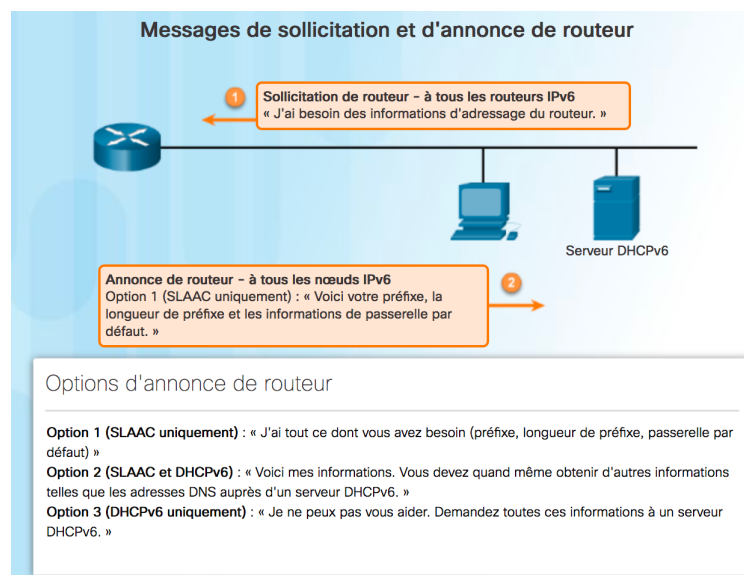 Messages de sollicitation et d'annonce de routeur
1
Sollicitation de routeur – à tous les routeurs IPv6
« J'ai besoin des informations d'adressage du routeur. »
Serveur DHCPv6
Annonce de routeur – à tous les nœuds IPv6
Option 1 (SLAAC uniquement) : « Voici votre préfixe, la
longueur de préfixe et les informations de passerelle par
défaut. »
2
Options d'annonce de routeur
Option 1 (SLAAC uniquement) : « J'ai tout ce dont vous avez besoin (préfixe, longueur de préfixe, passerelle par
défaut) »
Option 2 (SLAAC et DHCPv6) : « Voici mes informations. Vous devez quand même obtenir d'autres informations
telles que les adresses DNS auprès d'un serveur DHCPv6. »
Option 3 (DHCPv6 uniquement) : « Je ne peux pas vous aider. Demandez toutes ces informations à un serveur
DHCPv6. »